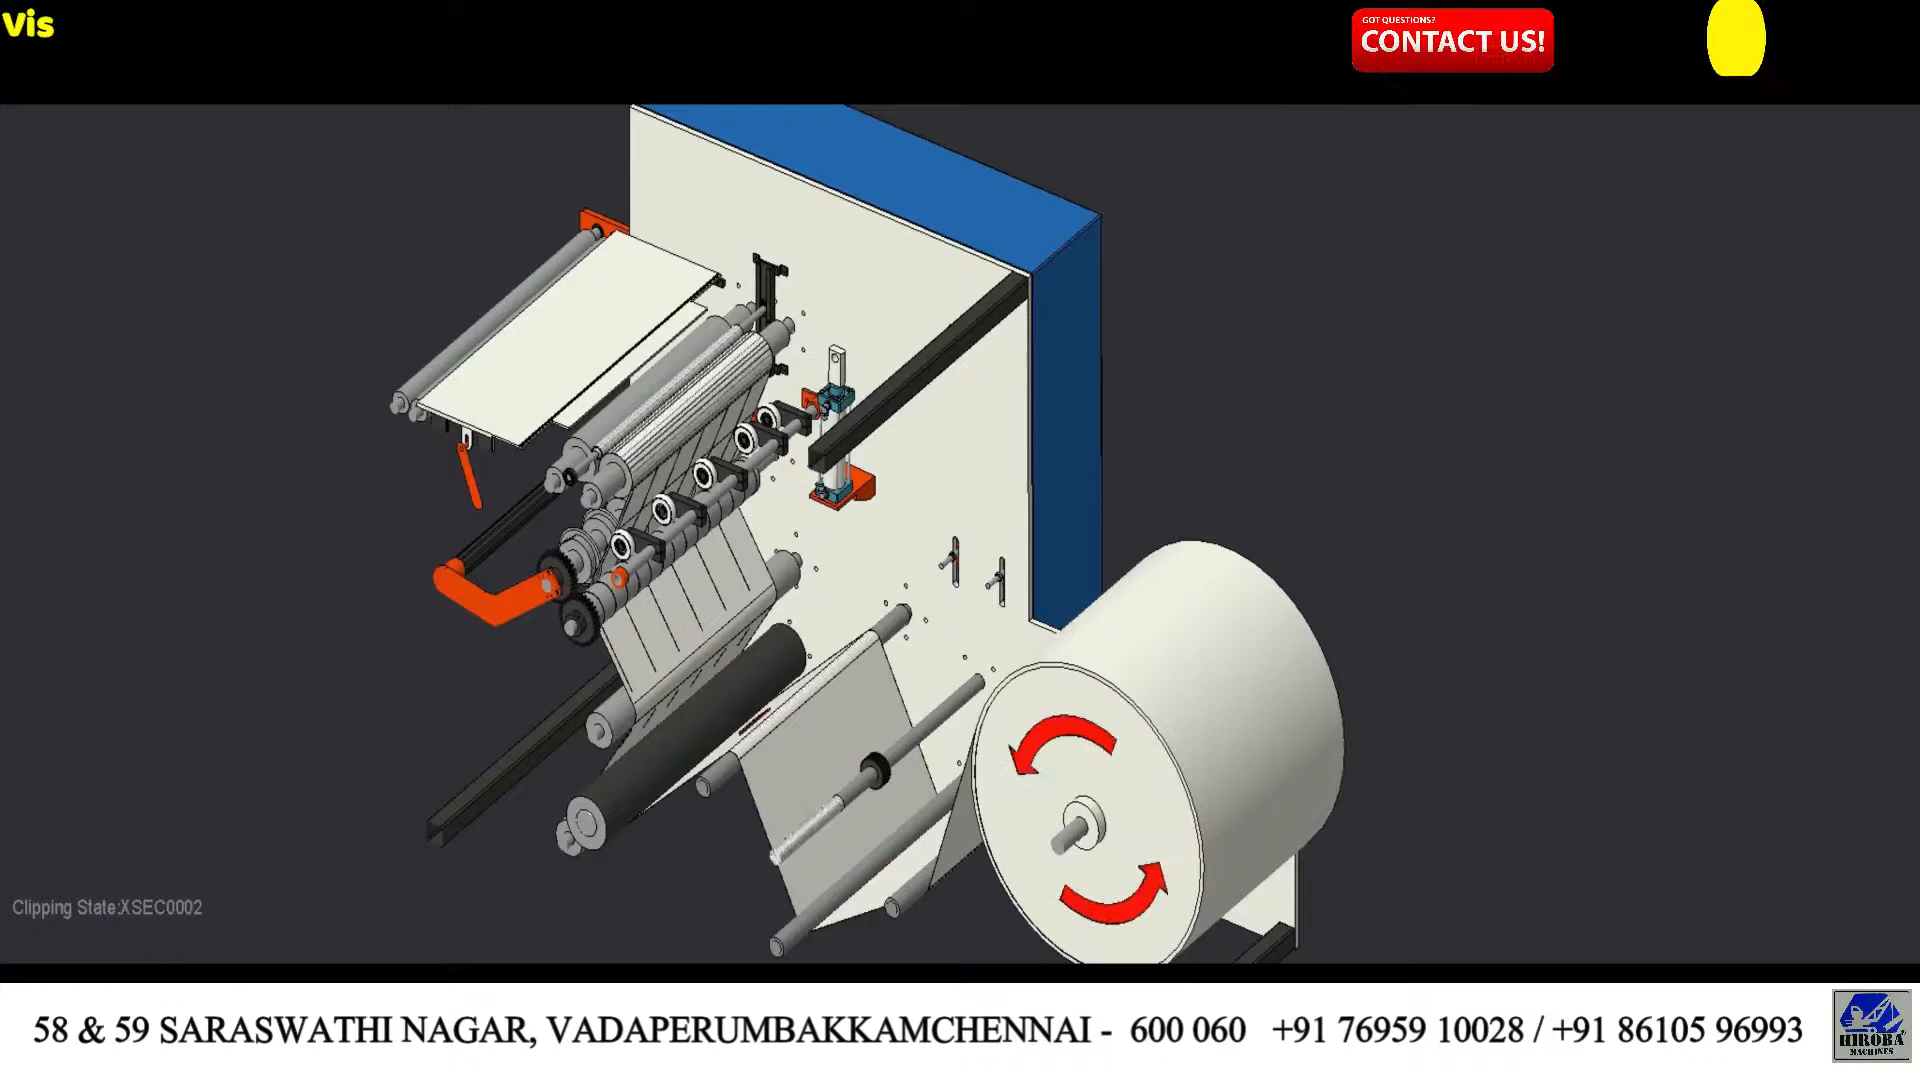 Vis
GOT QUESTIONS?
CONTACT US!
Clipping State:XSEC0002
58 & 59 SARASWATHI NAGAR, VADAPERUMBAKKAMCHENNAI - 600 060 +91 76959 10028 / +91 86105 96993
HIROBA
MACHINES